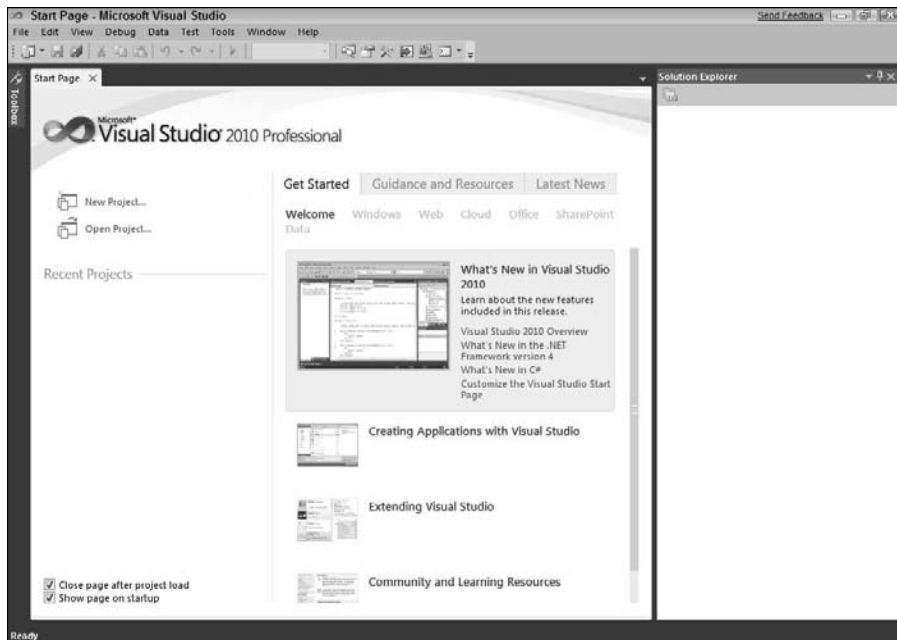 Start Page - Microsoft Visual Studio
Send Feedback
File Edit View Debug Data Test Tools Window Help
Toolbox
Start Page
Solution Explorer
Microsoft®
Visual Studio 2010 Professional
New Project...
Open Project...
Recent Projects
Get Started Guidance and Resources Latest News
Welcome Windows Web Cloud Office SharePoint
Data
What's New in Visual Studio
2010
Learn about the new features
included in this release.
Visual Studio 2010 Overview
What's New in the .NET
Framework version 4
What's New in C#
Customize the Visual Studio Start
Page
Creating Applications with Visual Studio
Extending Visual Studio
Community and Learning Resources
Close page after project load
Show page on startup
Ready